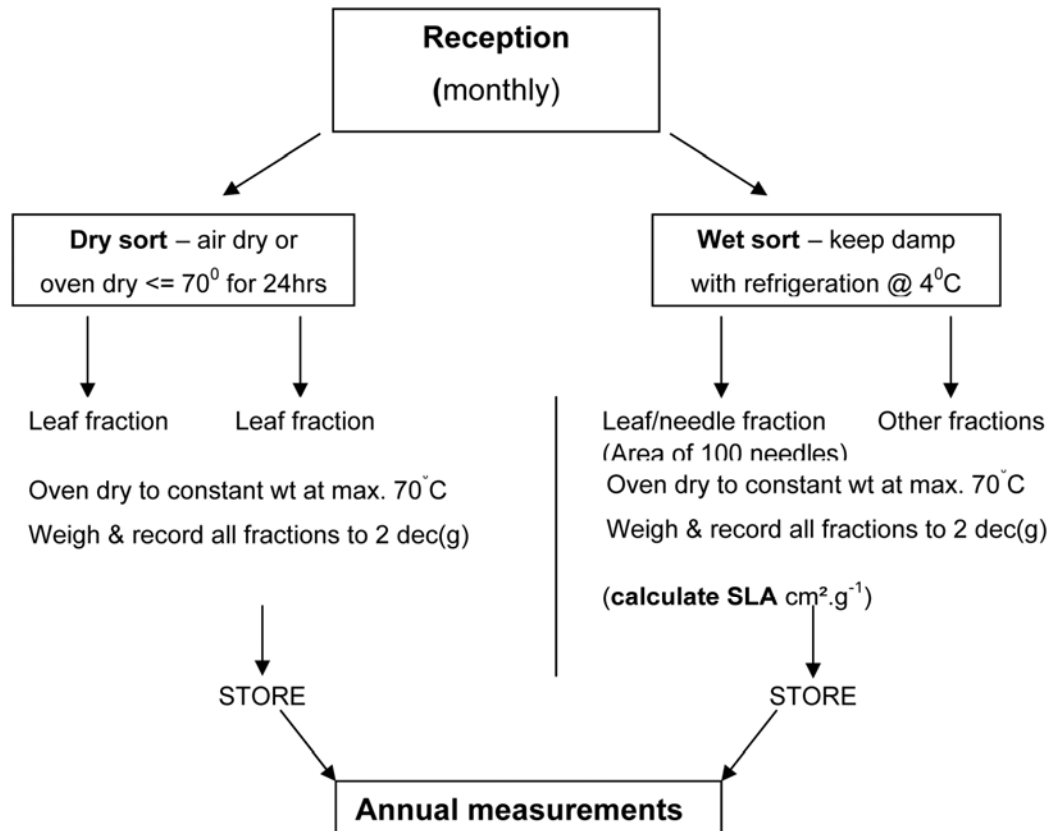 Reception
(monthly)
Dry sort – air dry or
oven dry <= 70⁰ for 24hrs
Wet sort – keep damp
with refrigeration @ 4⁰C
Leaf fraction
Leaf fraction
Oven dry to constant wt at max. 70˚C
Weigh & record all fractions to 2 dec(g)
STORE
Leaf/needle fraction
(Area of 100 needles)
Other fractions
Oven dry to constant wt at max. 70˚C
Weigh & record all fractions to 2 dec(g)
(calculate SLA cm².g⁻¹)
STORE
Annual measurements